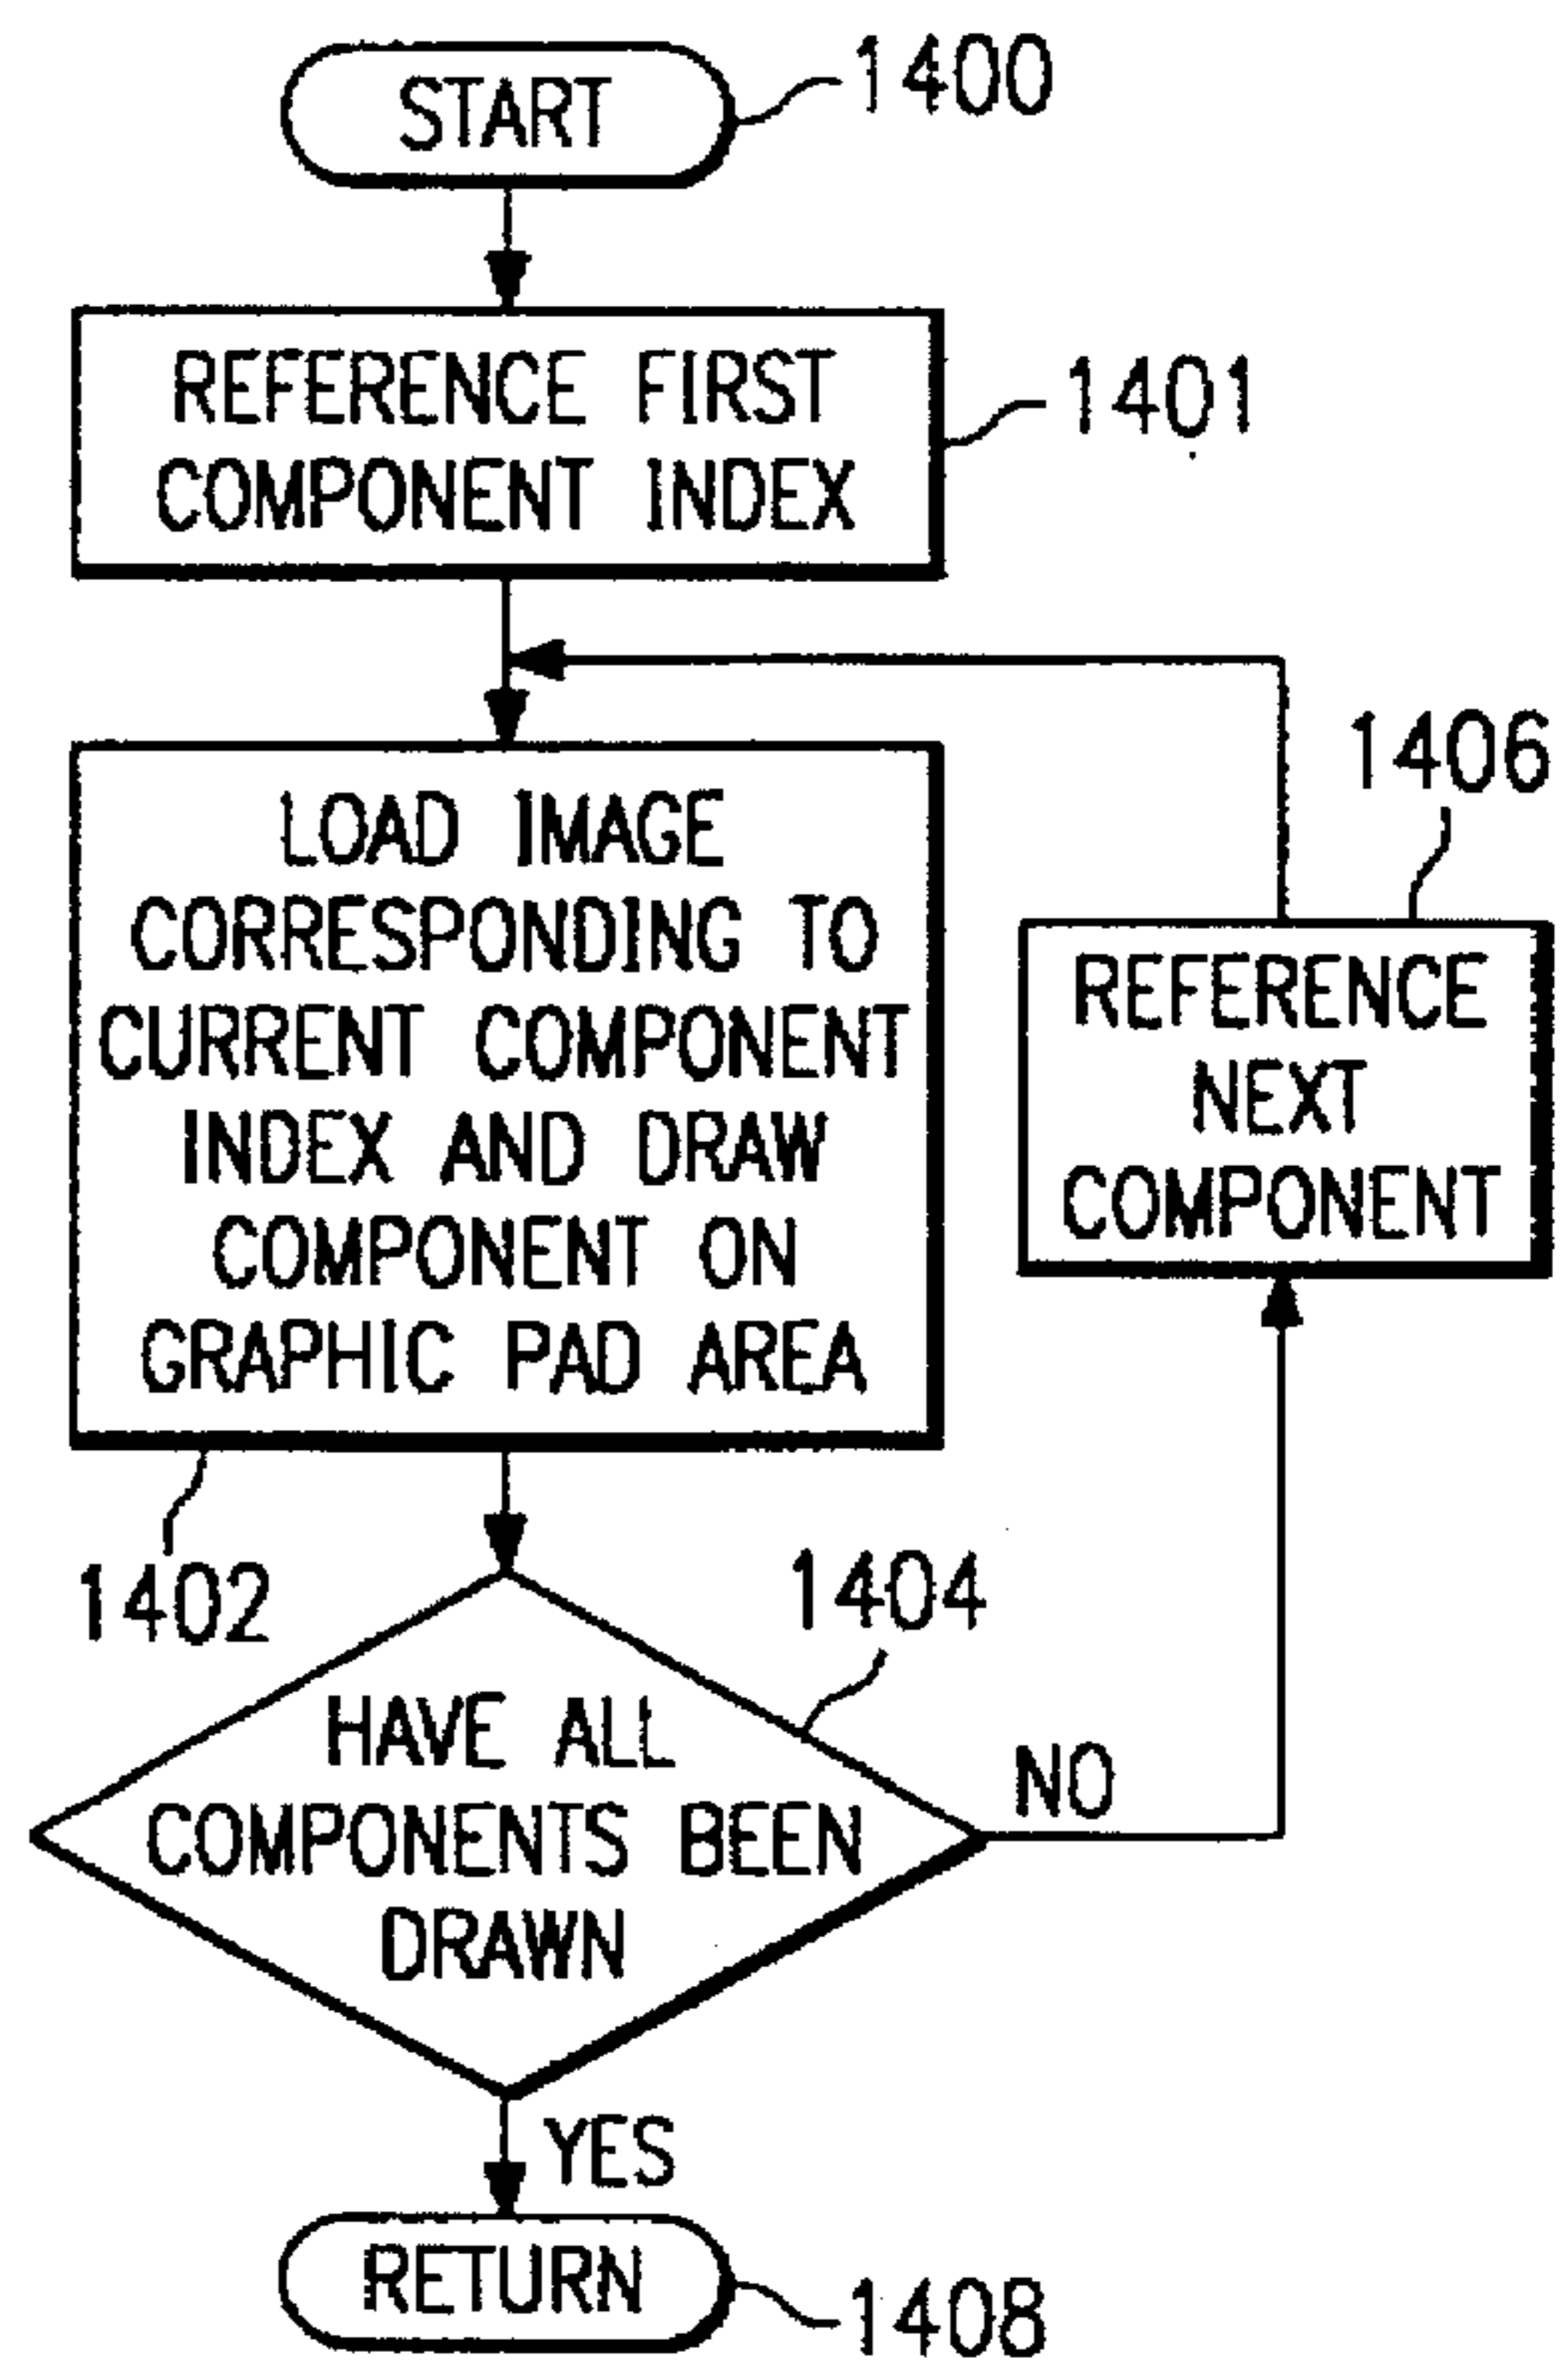 START
1400
REFERENCE FIRST
COMPONENT INDEX
1401
LOAD IMAGE
CORRESPONDING TO
CURRENT COMPONENT
INDEX AND DRAW
COMPONENT ON
GRAPHIC PAD AREA
1402
1406
REFERENCE
NEXT
COMPONENT
1404
HAVE ALL
COMPONENTS BEEN
DRAWN
NO
YES
RETURN
1408